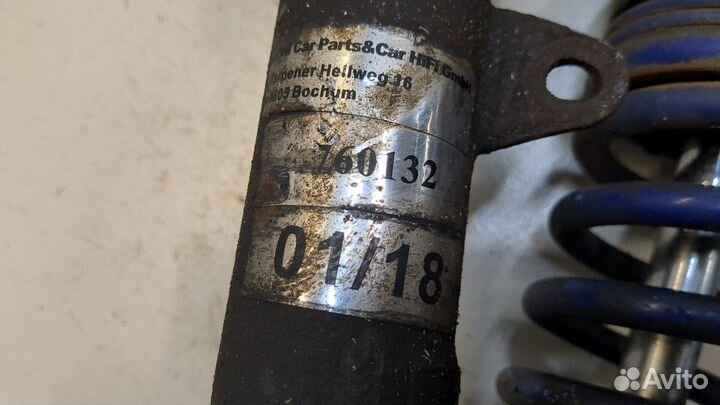 Car Parts&Car HiFi GmbH
Hellweg 16
Bochum
760132
01/18
Avito